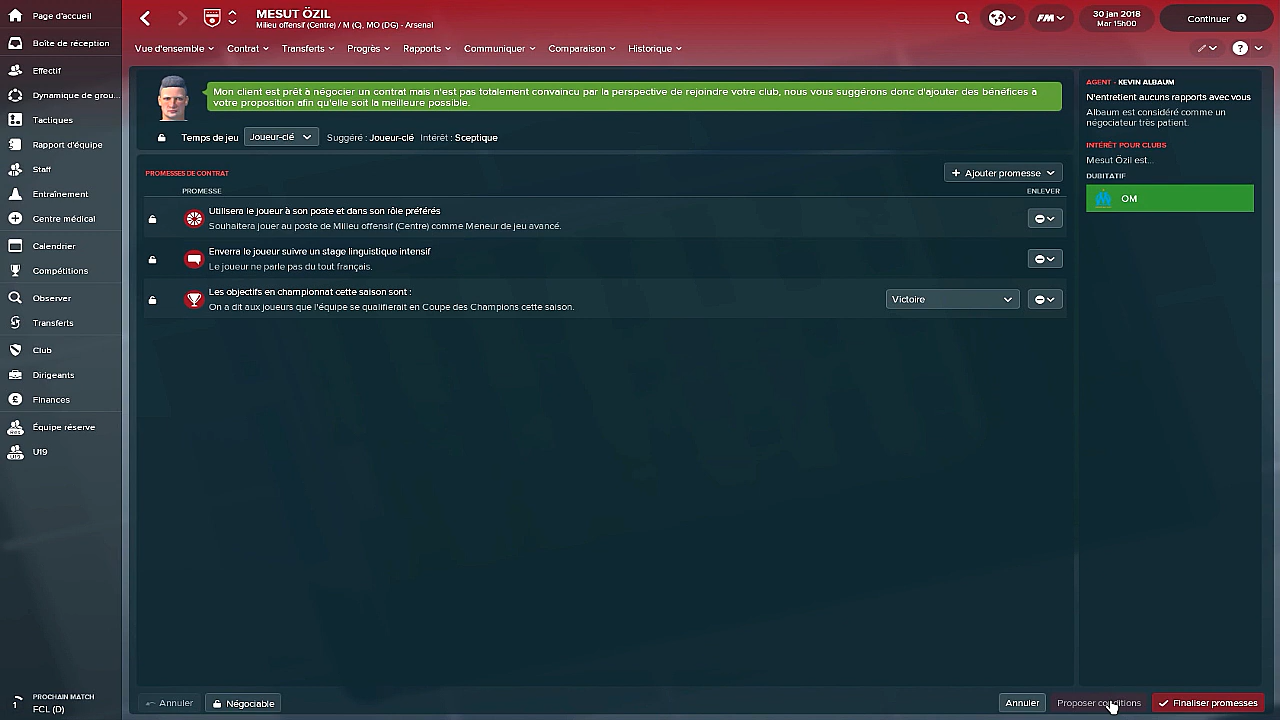 Page d'accueil
Boîte de réception
Effectif
Dynamique de grou...
Tactiques
Rapport d'équipe
Staff
Entraînement
Centre médical
Calendrier
Compétitions
Observer
Transferts
Club
Dirigeants
Finances
Équipe réserve
U19
PROCHAIN MATCH
FCL (D)
MESUT ÖZIL
Milieu offensif (Centre) / M (C), MO (DG) - Arsenal
FM
30 jan 2018
Mar 15h00
Continuer
Vue d'ensemble Contrat Transferts Progrès Rapports Communiquer Comparaison Historique
?
Mon client est prêt à négocier un contrat mais n'est pas totalement convaincu par la perspective de rejoindre votre club, nous vous suggérons donc d'ajouter des bénéfices à
votre proposition afin qu'elle soit la meilleure possible.
Temps de jeu Joueur-clé Suggéré : Joueur-clé Intérêt : Sceptique
PROMESSES DE CONTRAT
+ Ajouter promesse
PROMESSE ENLEVER
Utilisera le joueur à son poste et dans son rôle préférés
Souhaitera jouer au poste de Milieu offensif (Centre) comme Meneur de jeu avancé.
Enverra le joueur suivre un stage linguistique intensif
Le joueur ne parle pas du tout français.
Les objectifs en championnat cette saison sont :
On a dit aux joueurs que l'équipe se qualifierait en Coupe des Champions cette saison.
Victoire
AGENT - KEVIN ALBAUM
N'entretient aucuns rapports avec vous
Albaum est considéré comme un
négociateur très patient.
INTÉRÊT POUR CLUBS
Mesut Özil est...
DUBITATIF
OM
Annuler Négociable Annuler Proposer conditions Finaliser promesses